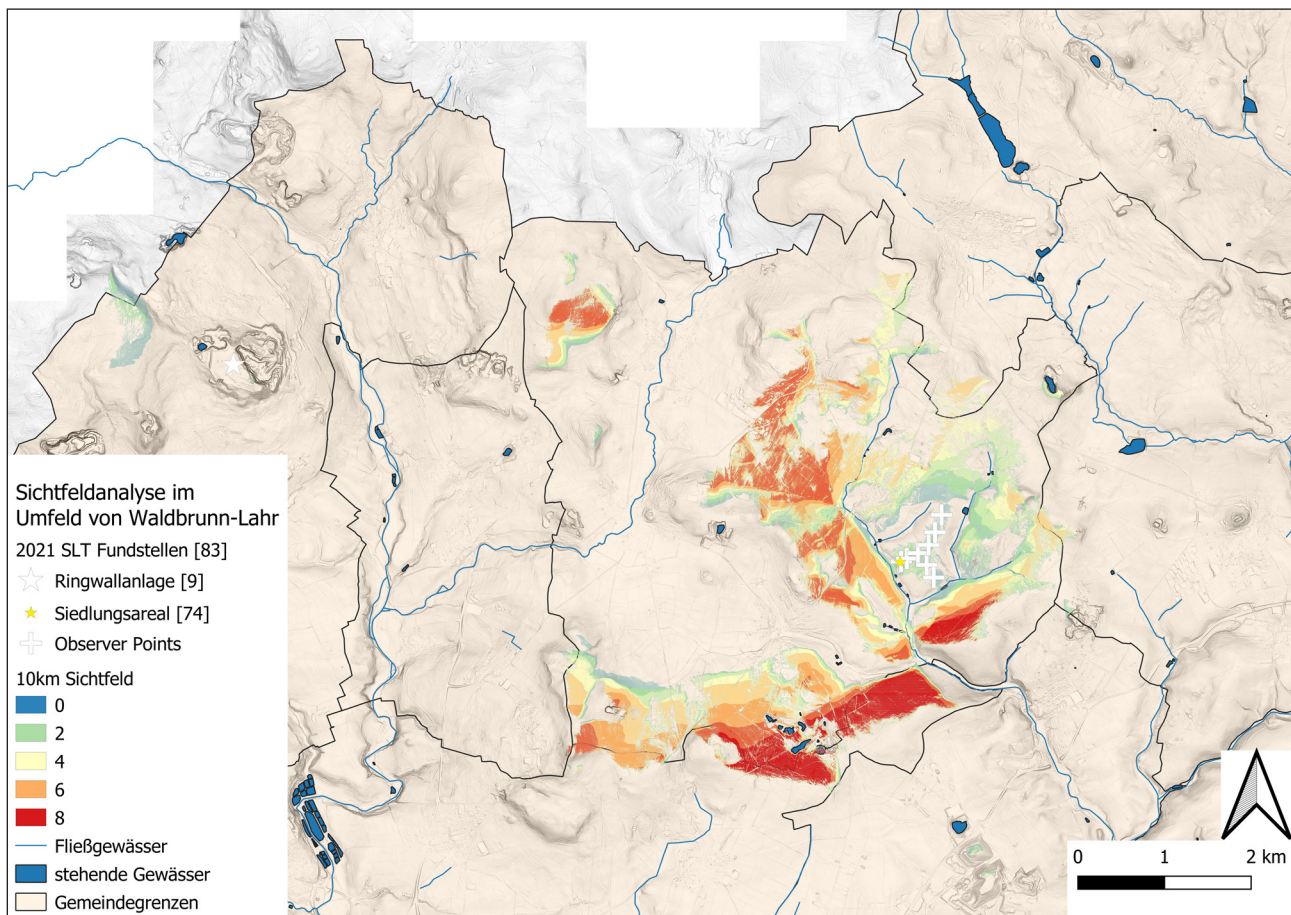 Sichtfeldanalyse im
Umfeld von Waldbrunn-Lahr
2021 SLT Fundstellen [83]
Ringwallanlage [9]
Siedlungsareal [74]
Observer Points
10km Sichtfeld
0
2
4
6
8
Fließgewässer
stehende Gewässer
Gemeindegrenzen
0 1 2 km